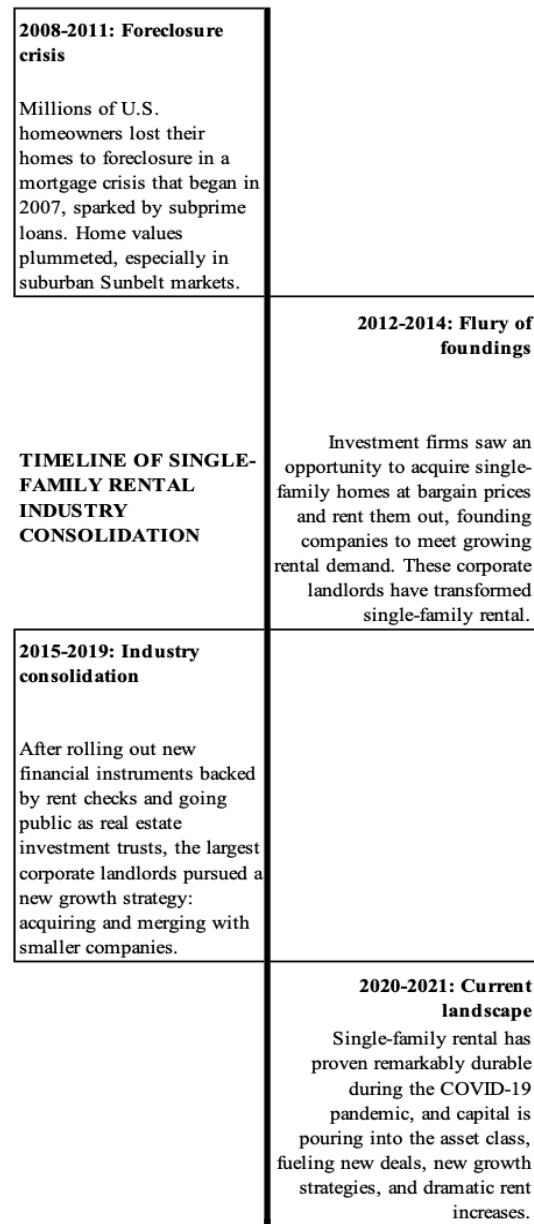 2008-2011: Foreclosure
crisis
Millions of U.S.
homeowners lost their
homes to foreclosure in a
mortgage crisis that began in
2007, sparked by subprime
loans. Home values
plummeted, especially in
suburban Sunbelt markets.
2012-2014: Flury of
foundings
Investment firms saw an
opportunity to acquire single-
family homes at bargain prices
and rent them out, founding
companies to meet growing
rental demand. These corporate
landlords have transformed
single-family rental.
TIMELINE OF SINGLE-
FAMILY RENTAL
INDUSTRY
CONSOLIDATION
2015-2019: Industry
consolidation
After rolling out new
financial instruments backed
by rent checks and going
public as real estate
investment trusts, the largest
corporate landlords pursued a
new growth strategy:
acquiring and merging with
smaller companies.
2020-2021: Current
landscape
Single-family rental has
proven remarkably durable
during the COVID-19
pandemic, and capital is
pouring into the asset class,
fueling new deals, new growth
strategies, and dramatic rent
increases.